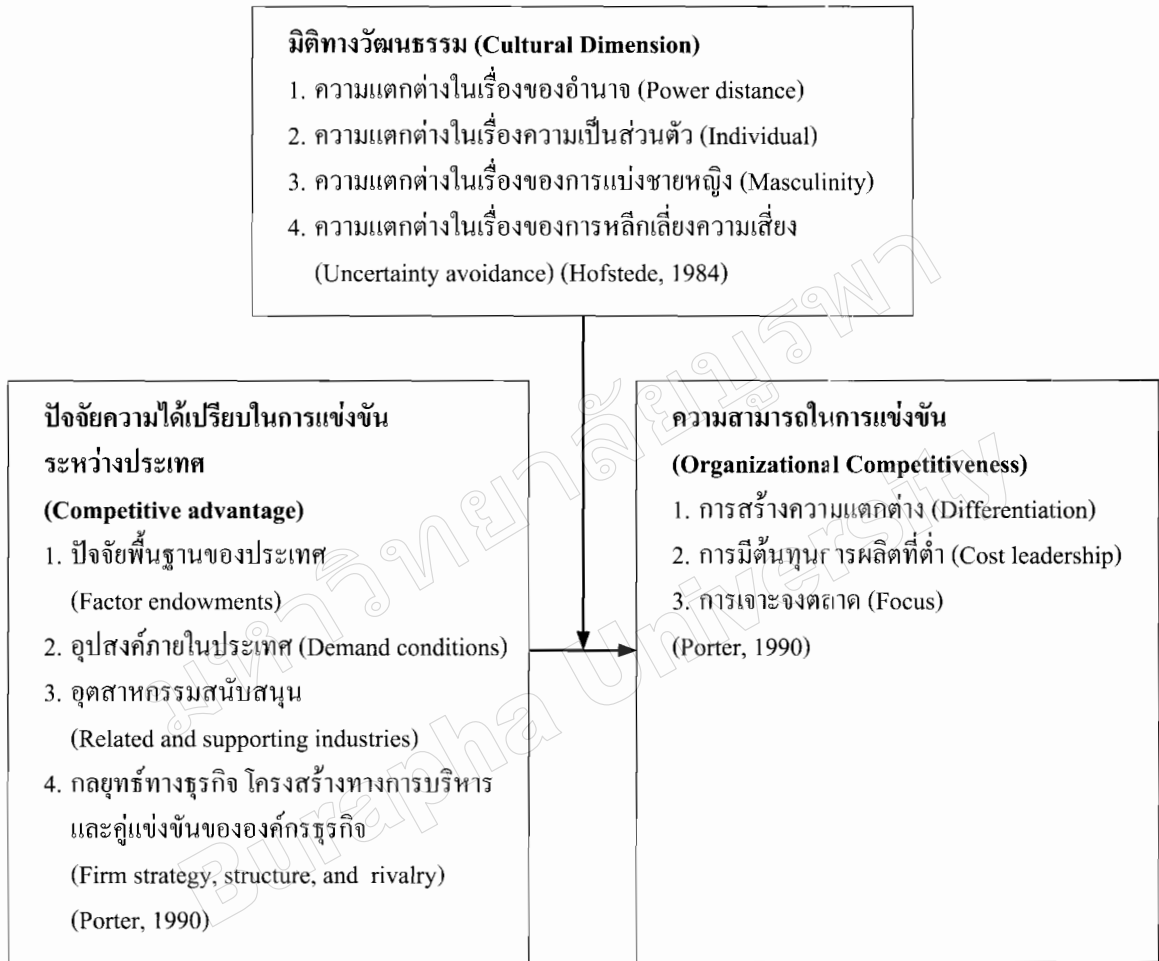 มิติทางวัฒนธรรม (Cultural Dimension)
1. ความแตกต่างในเรื่องของอำนาจ (Power distance)
2. ความแตกต่างในเรื่องความเป็นส่วนตัว (Individual)
3. ความแตกต่างในเรื่องของการแบ่งชายหญิง (Masculinity)
4. ความแตกต่างในเรื่องของการหลีกเลี่ยงความเสี่ยง
(Uncertainty avoidance) (Hofstede, 1984)
ปัจจัยความได้เปรียบในการแข่งขัน
ระหว่างประเทศ
(Competitive advantage)
1. ปัจจัยพื้นฐานของประเทศ
(Factor endowments)
2. อุปสงค์ภายในประเทศ (Demand conditions)
3. อุตสาหกรรมสนับสนุน
(Related and supporting industries)
4. กลยุทธ์ทางธุรกิจ โครงสร้างทางการบริหาร
และคู่แข่งขันขององค์กรธุรกิจ
(Firm strategy, structure, and rivalry)
(Porter, 1990)
ความสามารถในการแข่งขัน
(Organizational Competitiveness)
1. การสร้างความแตกต่าง (Differentiation)
2. การมีต้นทุนการผลิตที่ต่ำ (Cost leadership)
3. การเจาะจงตลาด (Focus)
(Porter, 1990)
มหาวิทยาลัยบูรพา
Burapha University